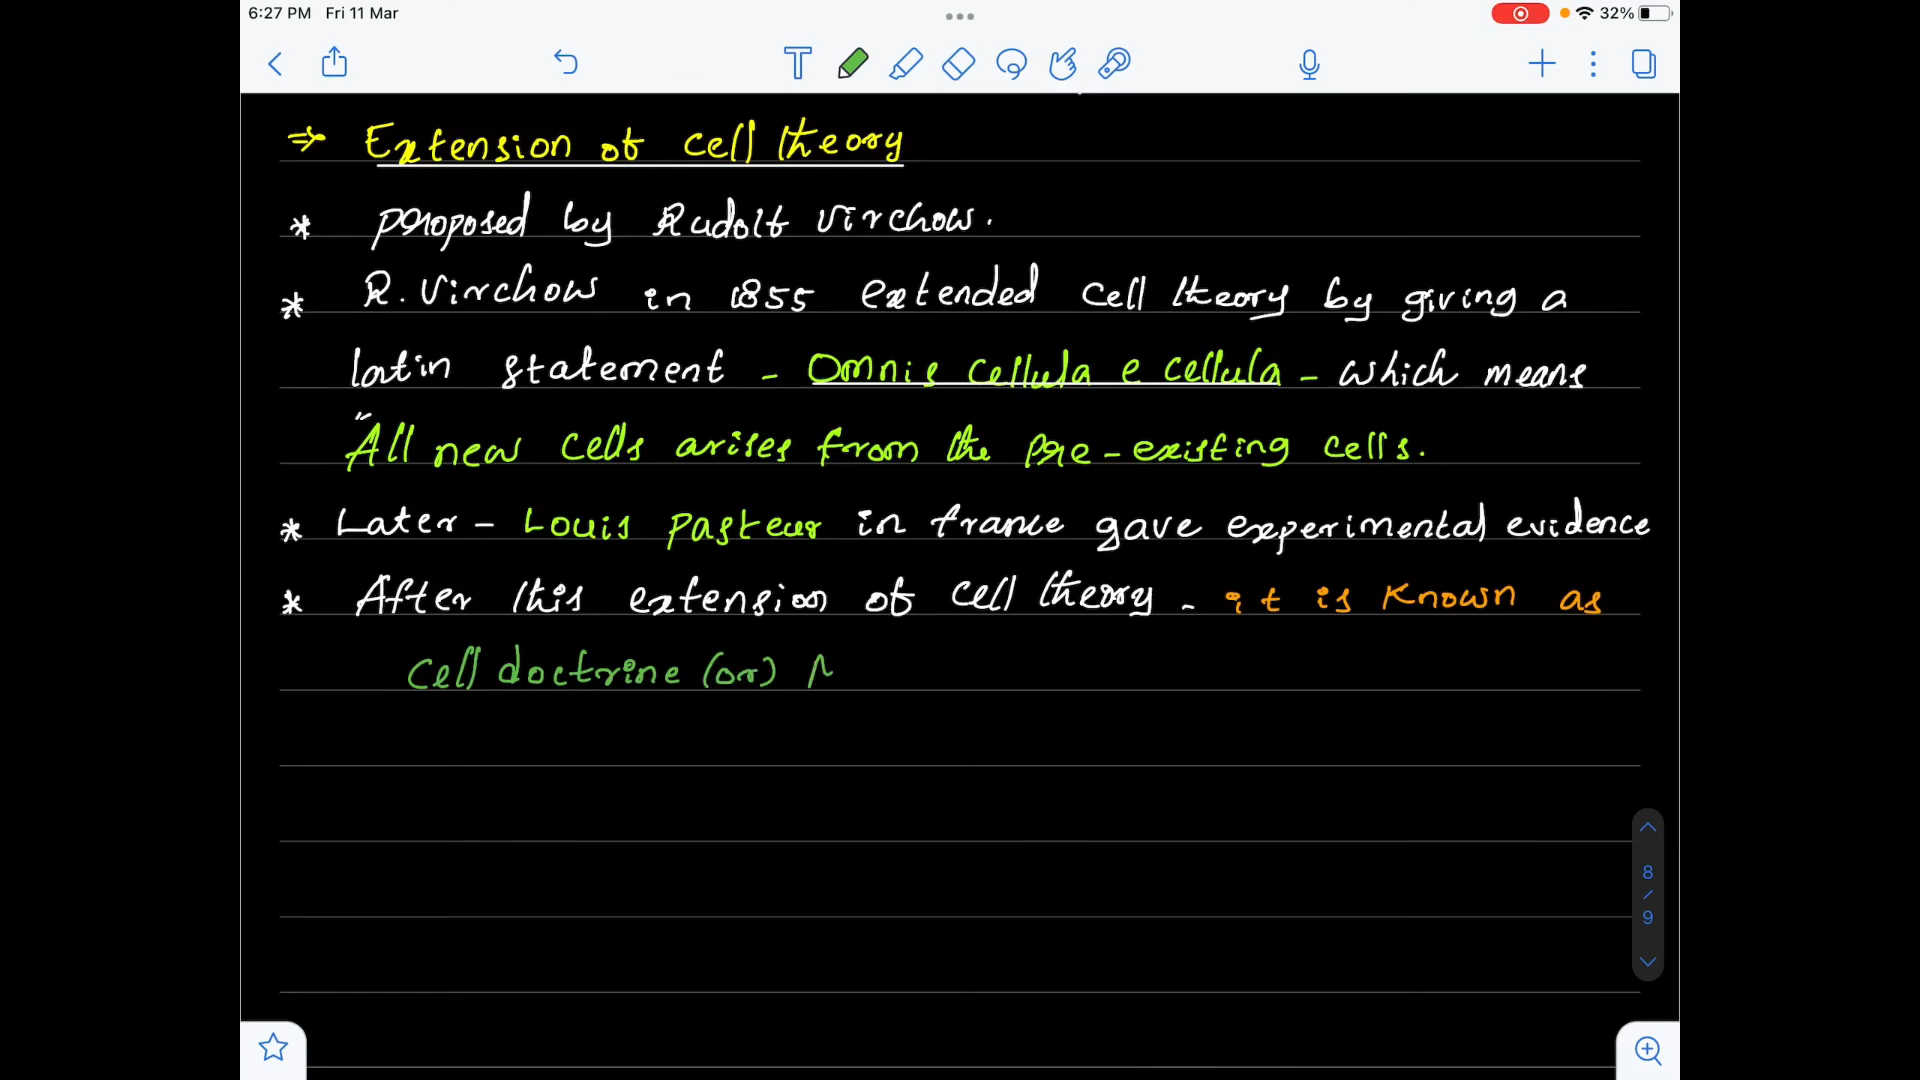 6:27 PM Fri 11 Mar
32%
⇒ Extension of cell theory
* proposed by Rudolf Virchow.
* R. Virchow in 1855 extended cell theory by giving a
latin statement - Omnis cellula e cellula - which means
"All new cells arises from the pre-existing cells.
* Later - Louis Pasteur in france gave experimental evidence
* After this extension of cell theory - it is known as
cell doctrine (or)
8
/
9